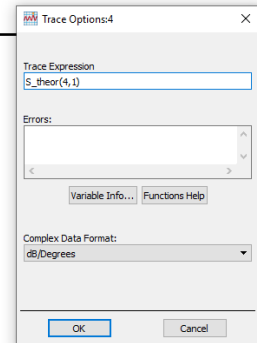 Trace Options:4
Trace Expression
S_theor(4,1)
Errors:
Variable Info... Functions Help
Complex Data Format:
dB/Degrees
OK Cancel